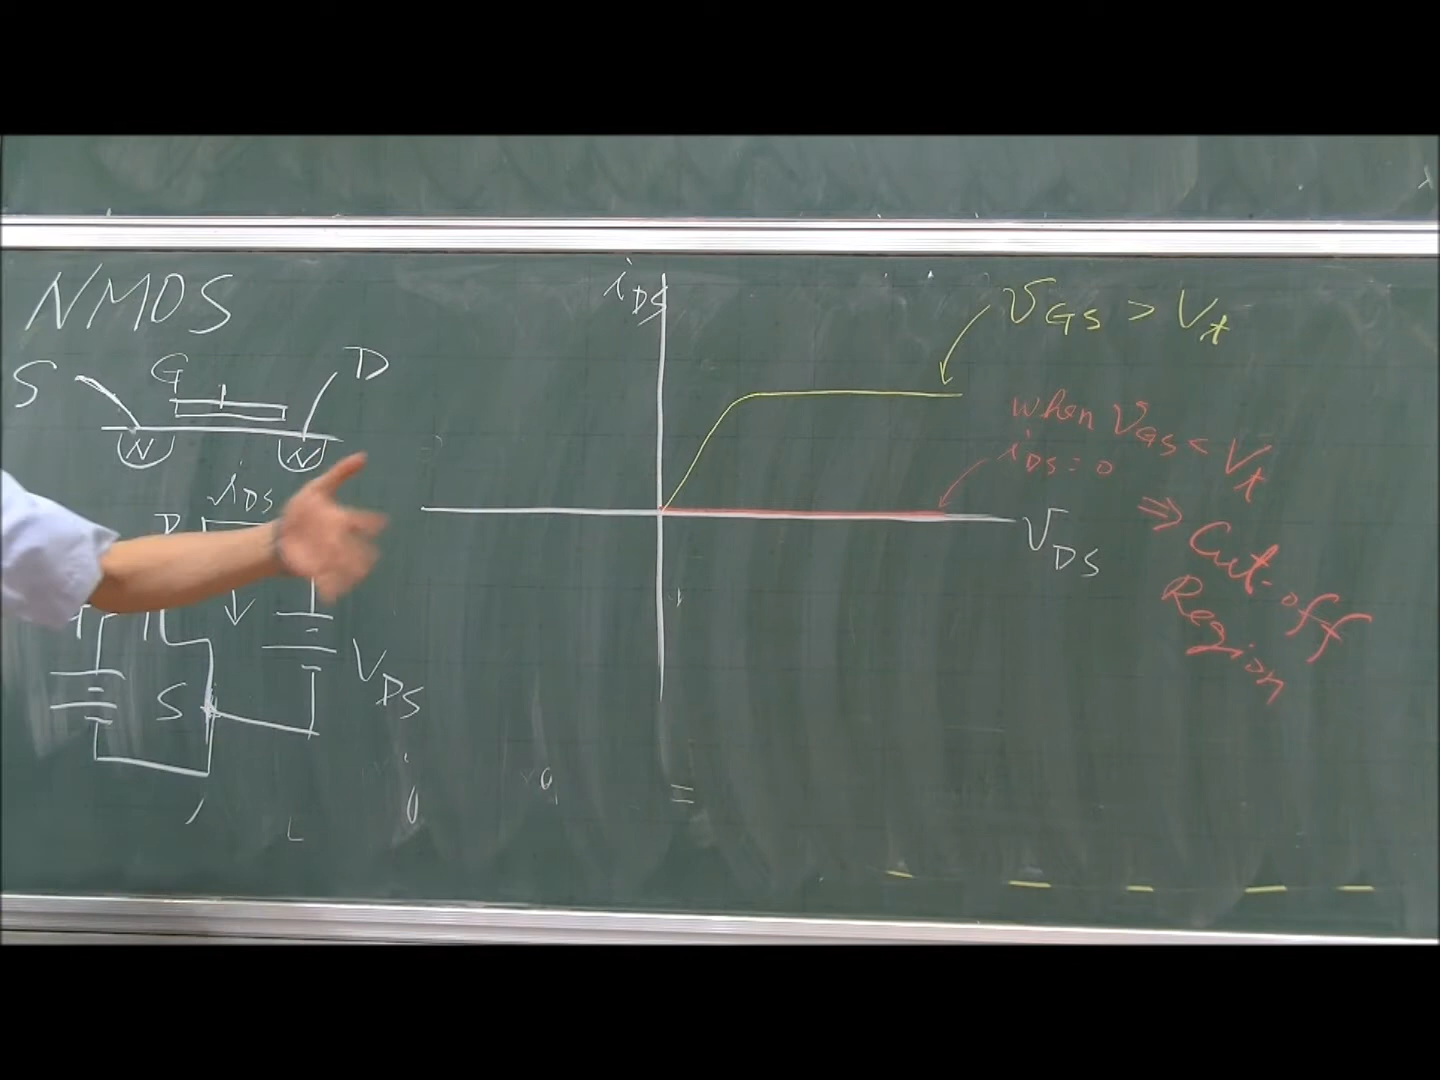 NMOS
S G D
N N
iDS
D
S
VDS
iDS
VGS > Vt
when VGS < Vt
iDS = 0
⇒ Cut-off
Region
VDS
=